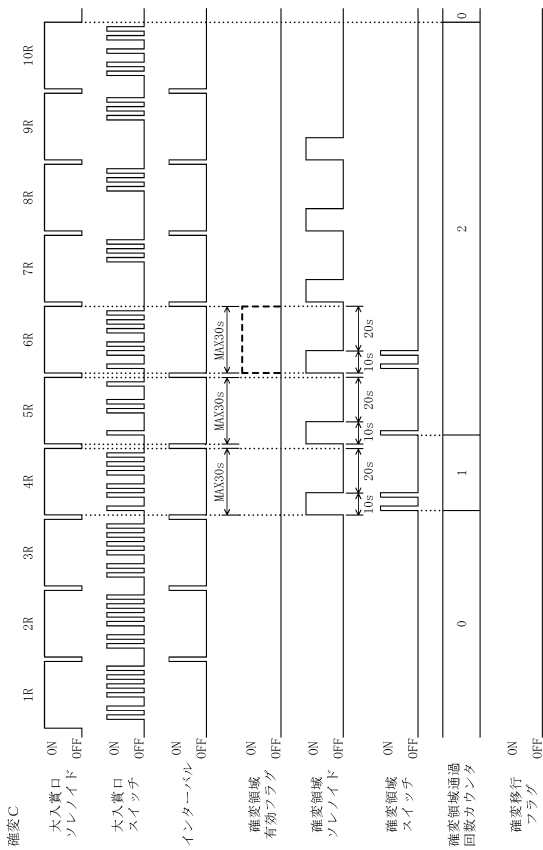 確変C
1R 2R 3R 4R 5R 6R 7R 8R 9R 10R
大入賞口
ソレノイド
ON
OFF
大入賞口
スイッチ
ON
OFF
インターバル
ON
OFF
MAX30s MAX30s MAX30s
確変領域
有効フラグ
ON
OFF
確変領域
ソレノイド
ON
OFF
10s 20s 10s 20s 10s 20s
確変領域
スイッチ
ON
OFF
確変領域通過
回数カウンタ
0 1 2 0
確変移行
フラグ
ON
OFF